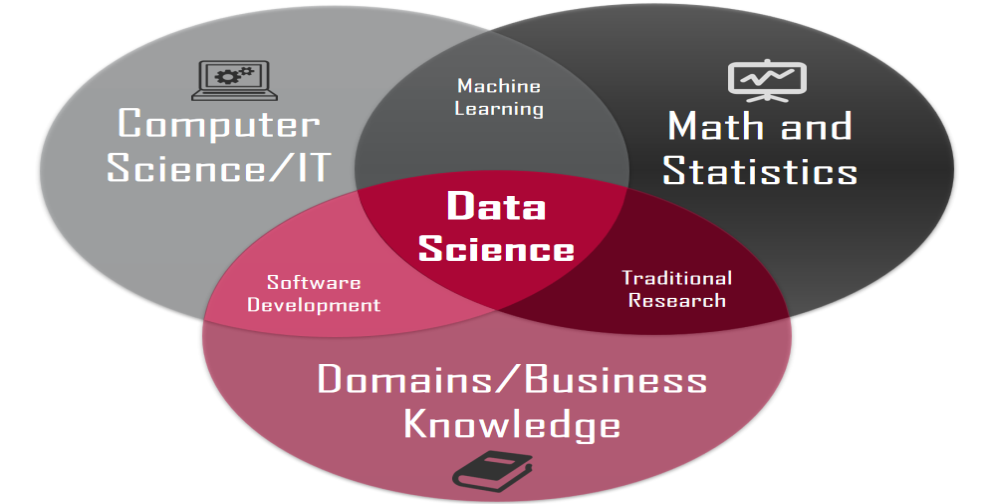 Machine
Learning
Computer
Science/IT
Math and
Statistics
Data
Science
Software
Development
Traditional
Research
Domains/Business
Knowledge